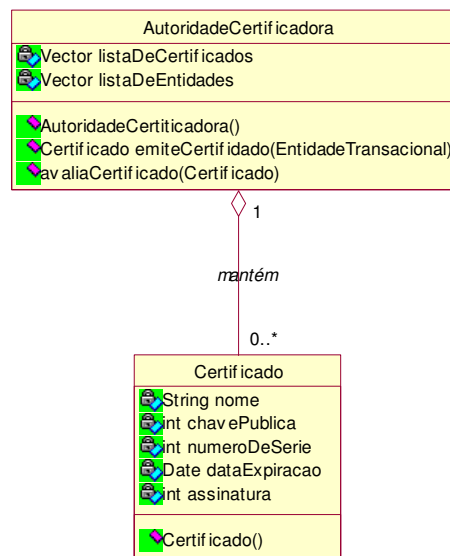 AutoridadeCertificadora
Vector listaDeCertificados
Vector listaDeEntidades
AutoridadeCertiticadora()
Certificado emiteCertifidado(EntidadeTransacional)
avaliaCertificado(Certificado)
1
mantém
0..*
Certificado
String nome
int chavePublica
int numeroDeSerie
Date dataExpiracao
int assinatura
Certificado()